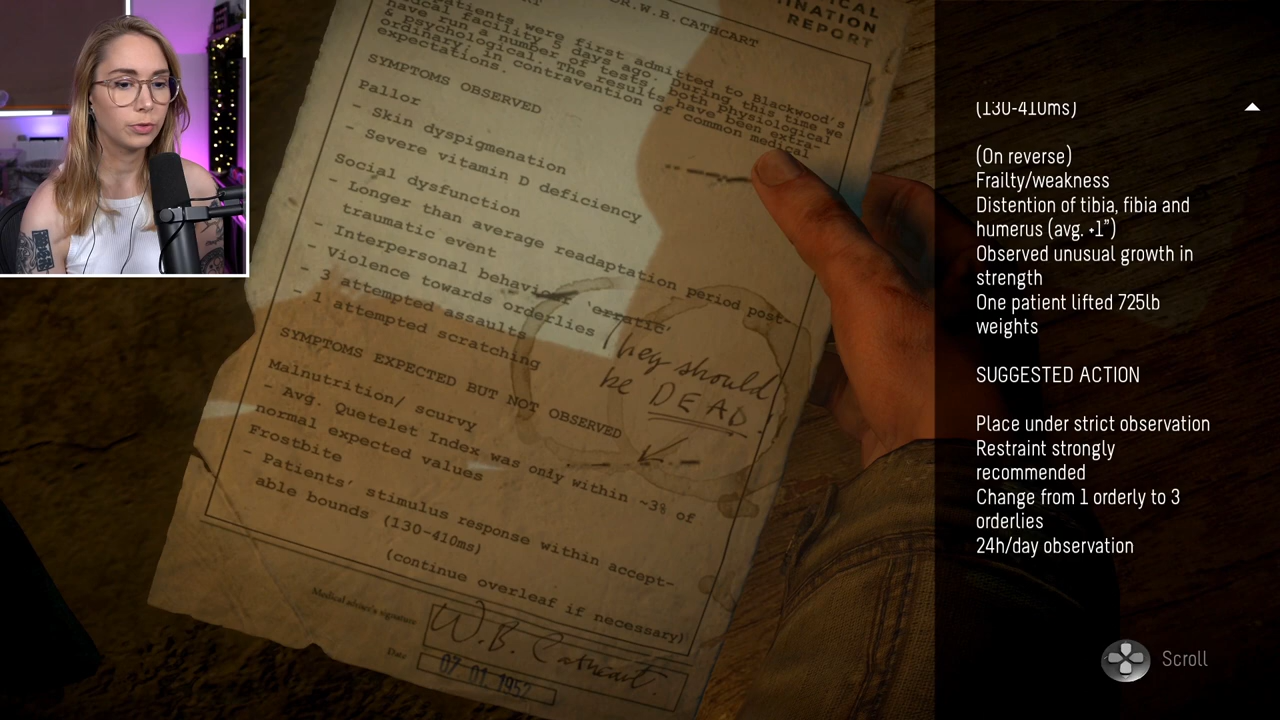 DR.W.B.CATHCART
REPORT
patients were first admitted to Blackwood's
facility 5 days ago. During this time we
have run a number of tests, both physiological
& psychological. The results have been extra-
ordinary, in contravention of common medical
expectations.
SYMPTOMS OBSERVED
Pallor
- Skin dyspigmenation
- Severe vitamin D deficiency
Social dysfunction
- Longer than average readaptation period post-
traumatic event
- Interpersonal behavior 'erratic'
- Violence towards orderlies
- 3 attempted assaults
- 1 attempted scratching
They should
be DEAD.
SYMPTOMS EXPECTED BUT NOT OBSERVED
Malnutrition/ scurvy
- Avg. Quetelet Index was only within ~3% of
normal expected values
Frostbite
- Patients' stimulus response within accept-
able bounds (130-410ms)
(continue overleaf if necessary)
Medical adviser's signature
W.B. Cathcart.
Date
07 01 1952
(130-410ms)
(On reverse)
Frailty/weakness
Distention of tibia, fibia and
humerus (avg. +1")
Observed unusual growth in
strength
One patient lifted 725lb
weights
SUGGESTED ACTION
Place under strict observation
Restraint strongly
recommended
Change from 1 orderly to 3
orderlies
24h/day observation
Scroll